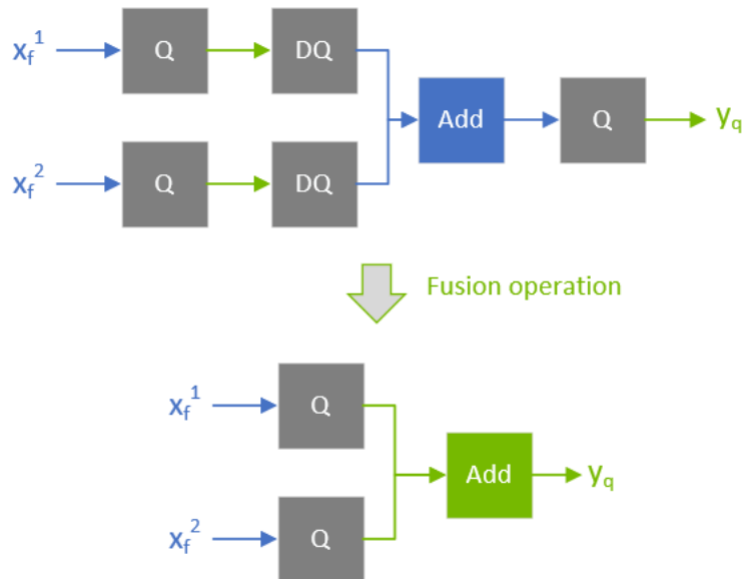 x_f^1 Q DQ
Add Q y_q
x_f^2 Q DQ
Fusion operation
x_f^1 Q
Add y_q
x_f^2 Q